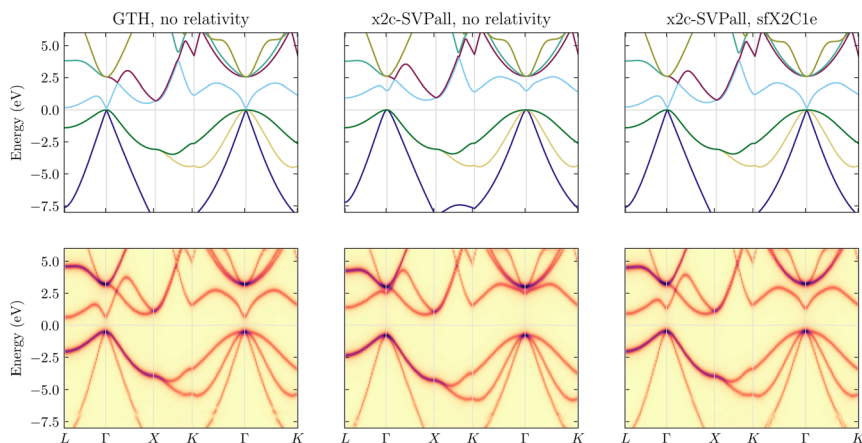 GTH, no relativity
x2c-SVPall, no relativity
x2c-SVPall, sfX2C1e
Energy (eV)
5.0
2.5
0.0
−2.5
−5.0
−7.5
Energy (eV)
5.0
2.5
0.0
−2.5
−5.0
−7.5
L Γ X K Γ K
L Γ X K Γ K
L Γ X K Γ K